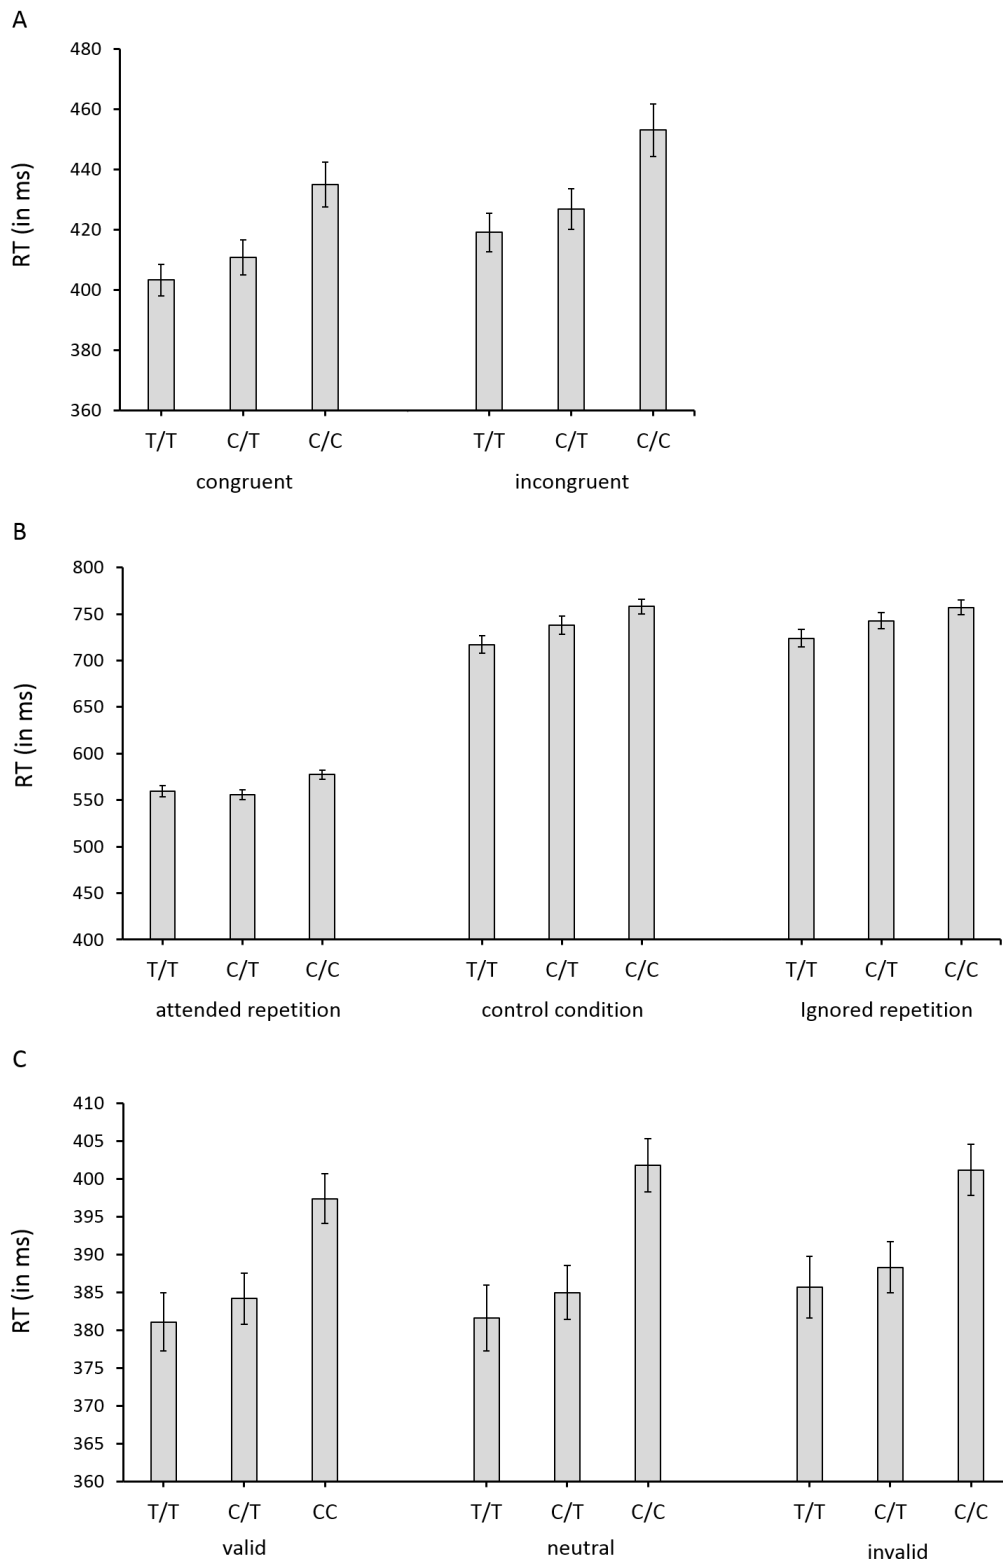 A
480
460
440
420
400
380
360
RT (in ms)
T/T C/T C/C T/T C/T C/C
congruent incongruent
B
800
750
700
650
600
550
500
450
400
RT (in ms)
T/T C/T C/C T/T C/T C/C T/T C/T C/C
attended repetition control condition Ignored repetition
C
410
405
400
395
390
385
380
375
370
365
360
RT (in ms)
T/T C/T CC T/T C/T C/C T/T C/T C/C
valid neutral invalid